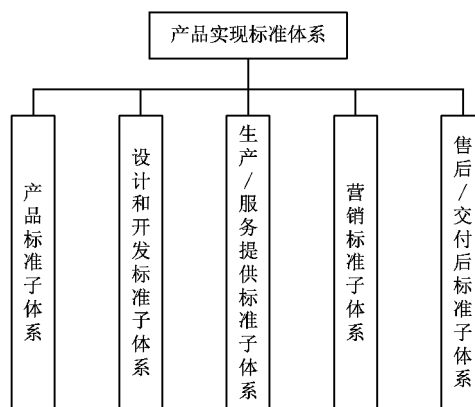 产品实现标准体系
产品标准子体系
设计和开发标准子体系
生产/服务提供标准子体系
营销标准子体系
售后/交付后标准子体系